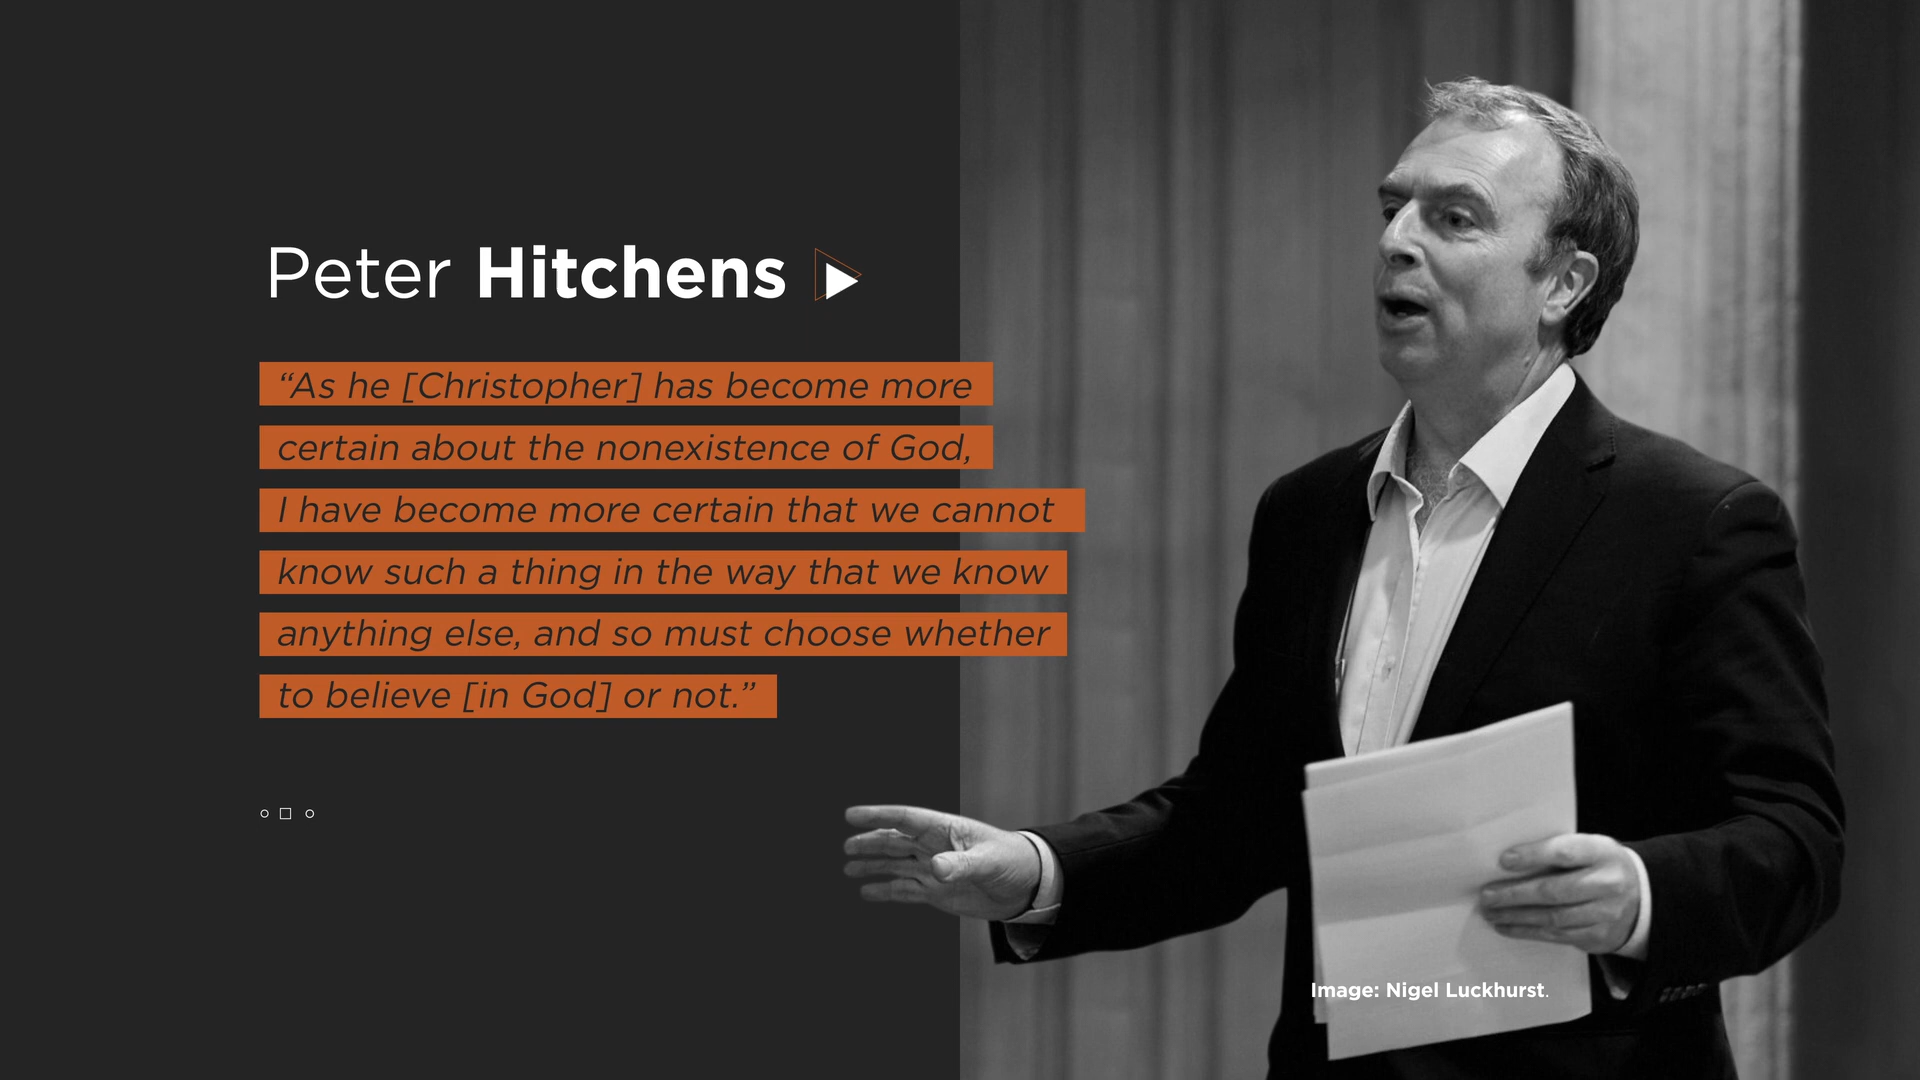 Peter Hitchens
“As he [Christopher] has become more
certain about the nonexistence of God,
I have become more certain that we cannot
know such a thing in the way that we know
anything else, and so must choose whether
to believe [in God] or not.”
Image: Nigel Luckhurst.